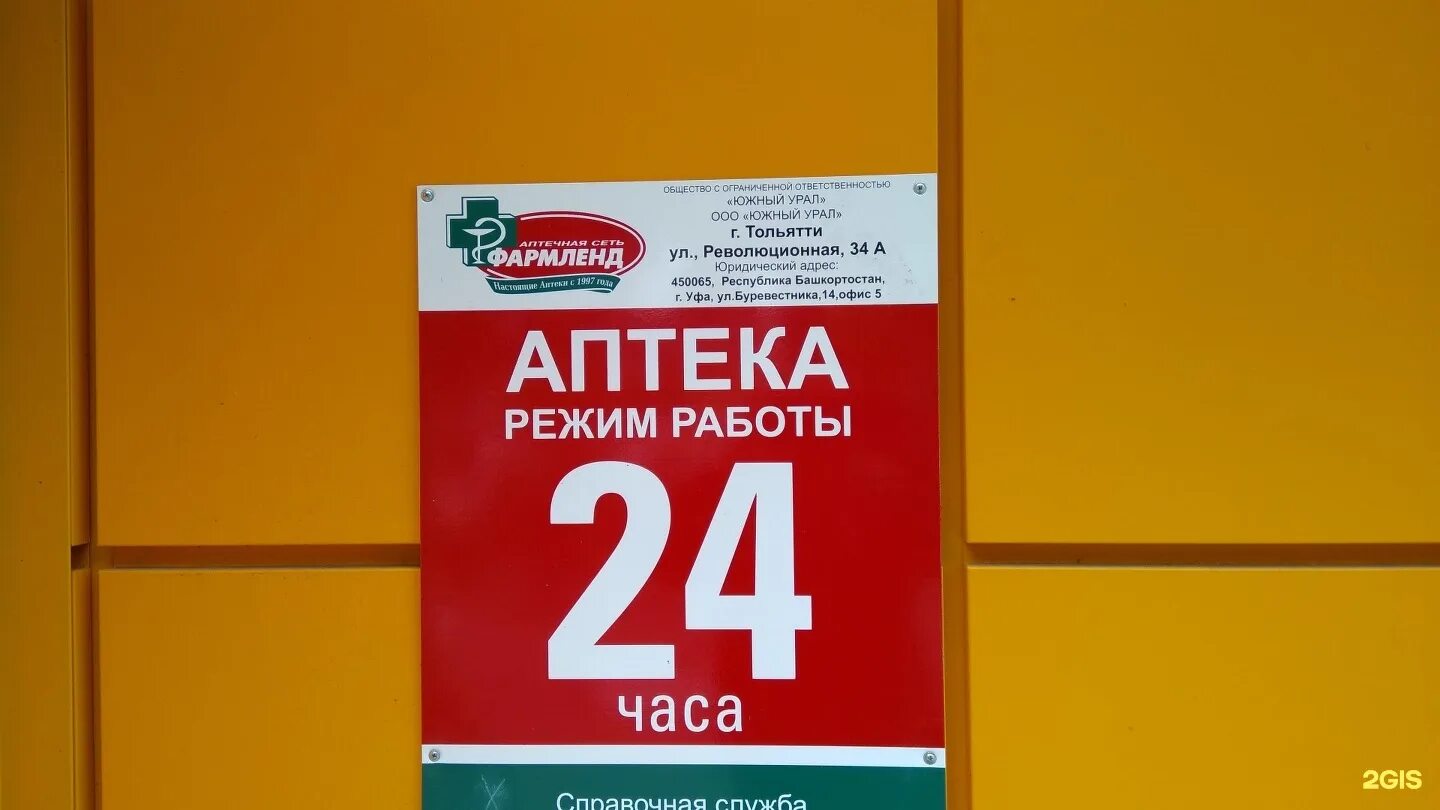 АПТЕЧНАЯ СЕТЬ
ФАРМЛЕНД
Настоящие Аптеки с 1997 года
ОБЩЕСТВО С ОГРАНИЧЕННОЙ ОТВЕТСТВЕННОСТЬЮ
«ЮЖНЫЙ УРАЛ»
ООО «ЮЖНЫЙ УРАЛ»
г. Тольятти
ул., Революционная, 34 А
Юридический адрес:
450065, Республика Башкортостан,
г. Уфа, ул.Буревестника,14,офис 5
АПТЕКА
РЕЖИМ РАБОТЫ
24
часа
Справочная служба
2GIS